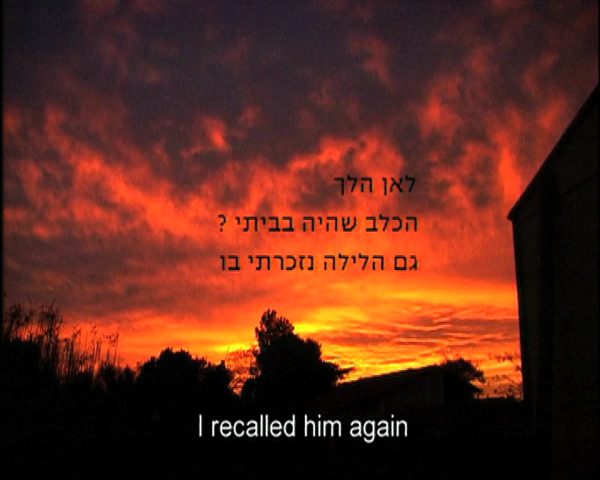 לאן הלך
הכלב שהיה בביתי ?
גם הלילה נזכרתי בו
I recalled him again